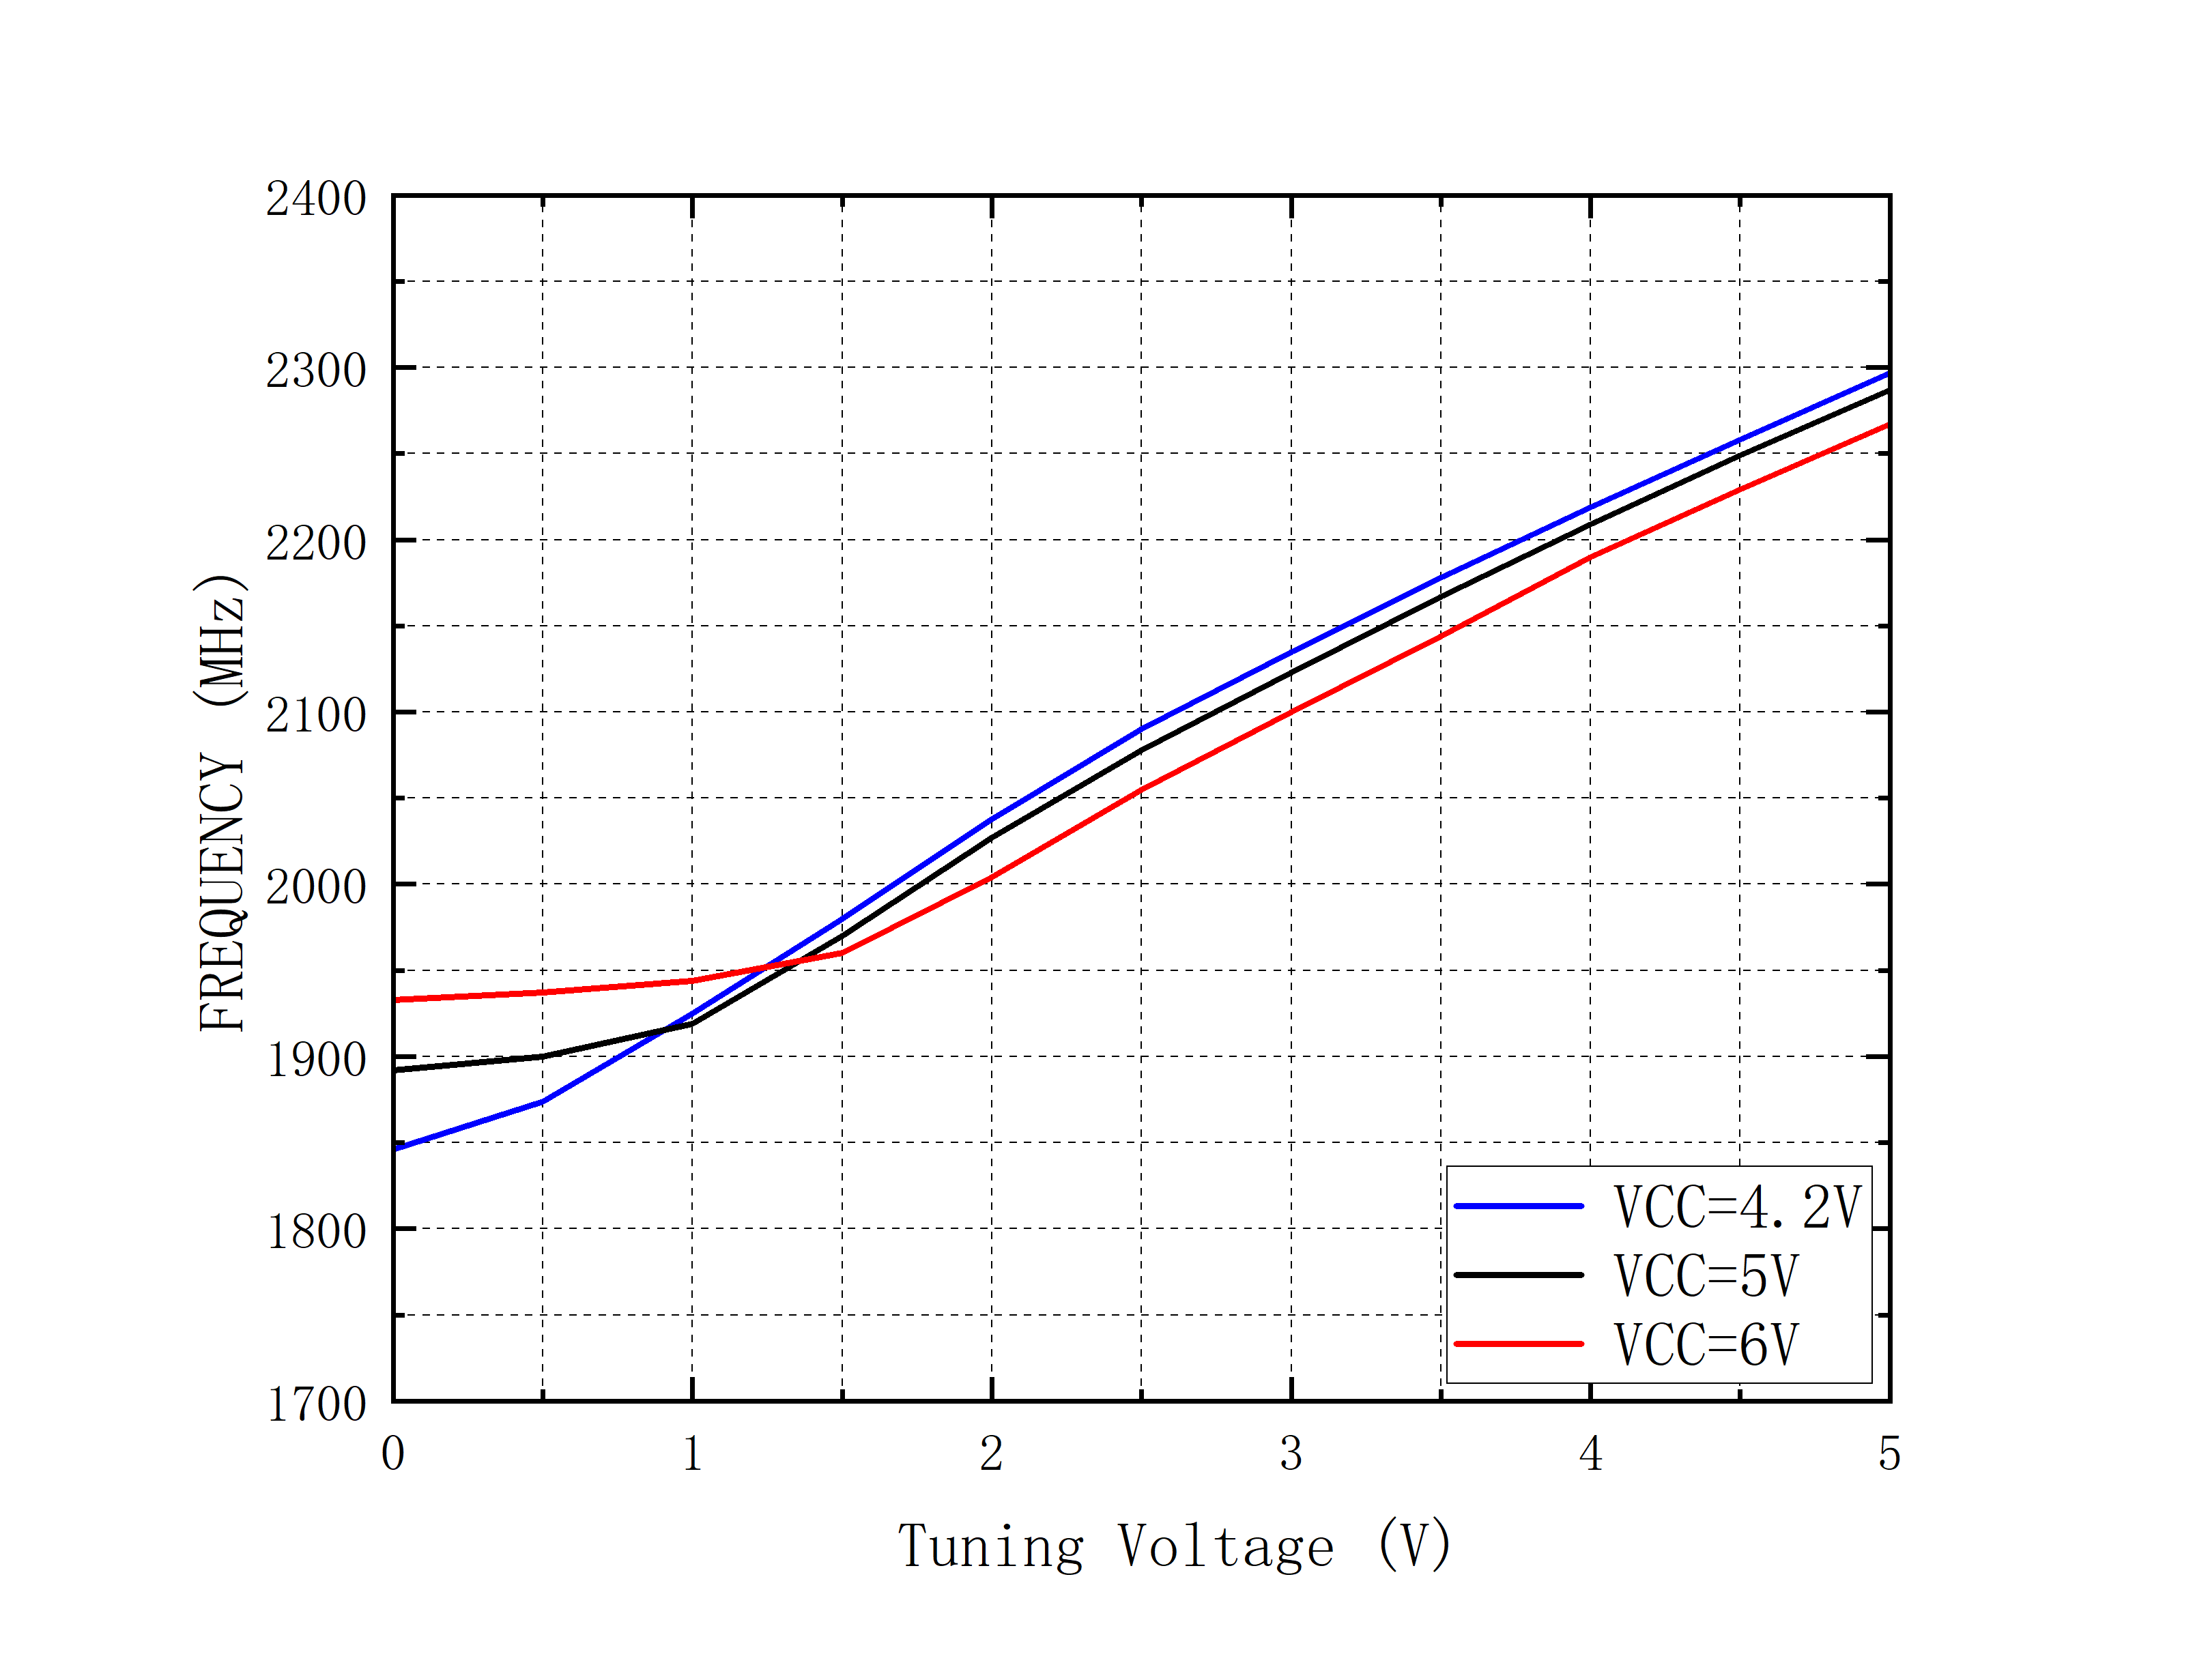 2400
2300
2200
2100
2000
1900
1800
1700
FREQUENCY (MHz)
VCC=4.2V
VCC=5V
VCC=6V
0 1 2 3 4 5
Tuning Voltage (V)